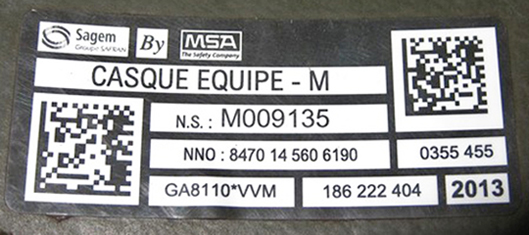 Sagem
Groupe SAFRAN
By
MSA
The Safety Company
CASQUE EQUIPE - M
N.S. : M009135
NNO : 8470 14 560 6190
0355 455
GA8110*VVM
186 222 404
2013